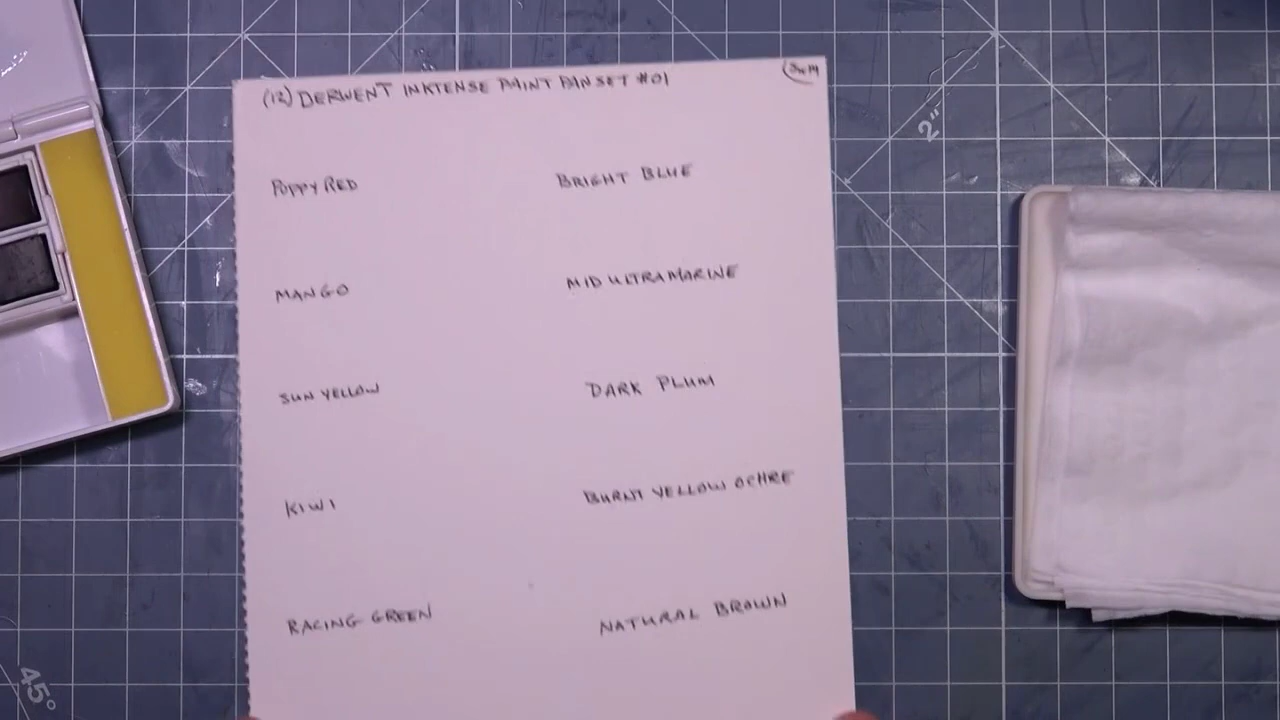 (12) DERWENT INKTENSE PAINT PAN SET #01
POPPY RED
BRIGHT BLUE
MANGO
MID ULTRAMARINE
SUN YELLOW
DARK PLUM
KIWI
BURNT YELLOW OCHRE
RACING GREEN
NATURAL BROWN
2"
45°